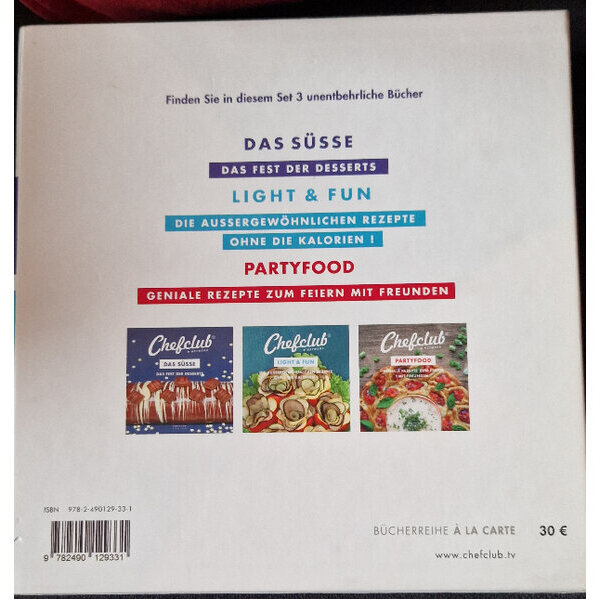 Finden Sie in diesem Set 3 unentbehrliche Bücher
DAS SÜSSE
DAS FEST DER DESSERTS
LIGHT & FUN
DIE AUSSERGEWÖHNLICHEN REZEPTE
OHNE DIE KALORIEN !
PARTYFOOD
GENIALE REZEPTE ZUM FEIERN MIT FREUNDEN
Chefclub
DAS SÜSSE
DAS FEST DER DESSERTS
Chefclub
LIGHT & FUN
Chefclub
PARTYFOOD
ISBN 978-2-490129-33-1
9 782490 129331
BÜCHERREIHE À LA CARTE 30 €
www.chefclub.tv